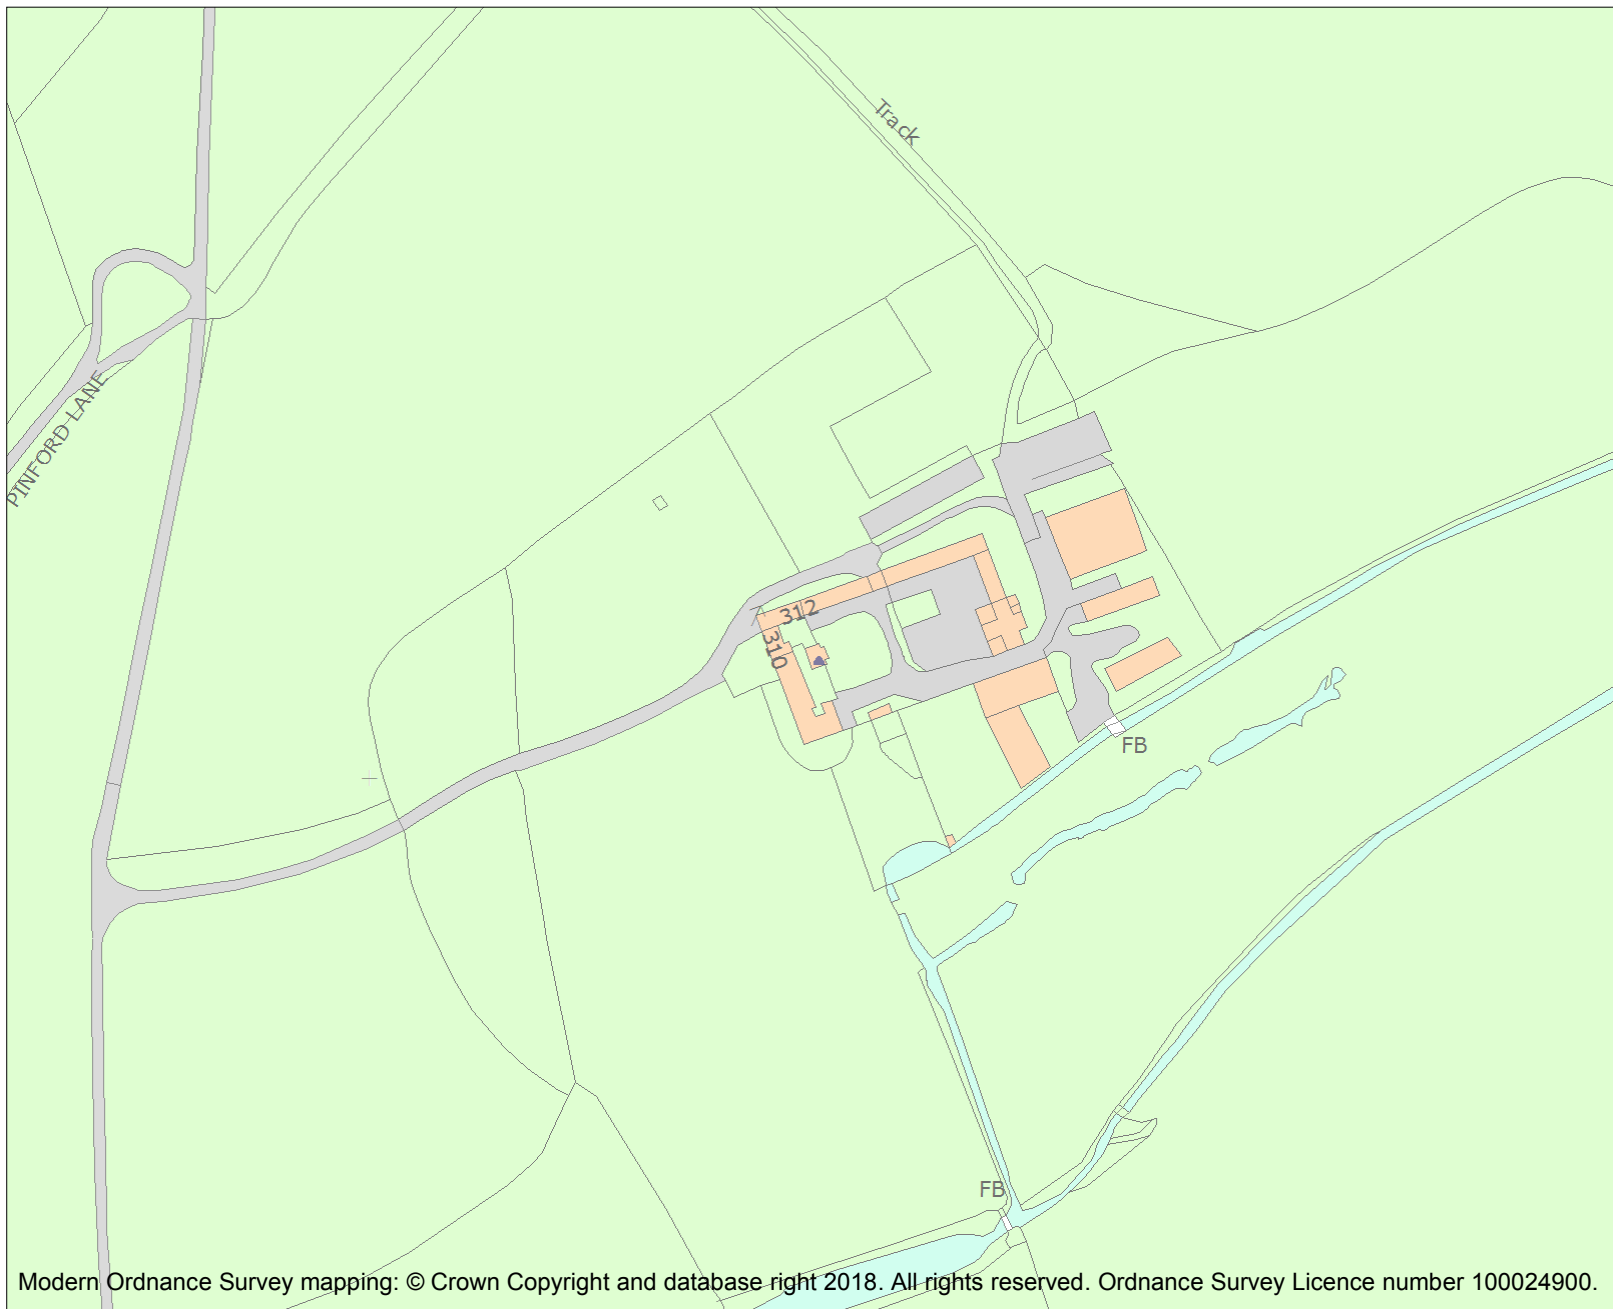 Track
PINFORD LANE
312
310
FB
FB
Modern Ordnance Survey mapping: © Crown Copyright and database right 2018. All rights reserved. Ordnance Survey Licence number 100024900.